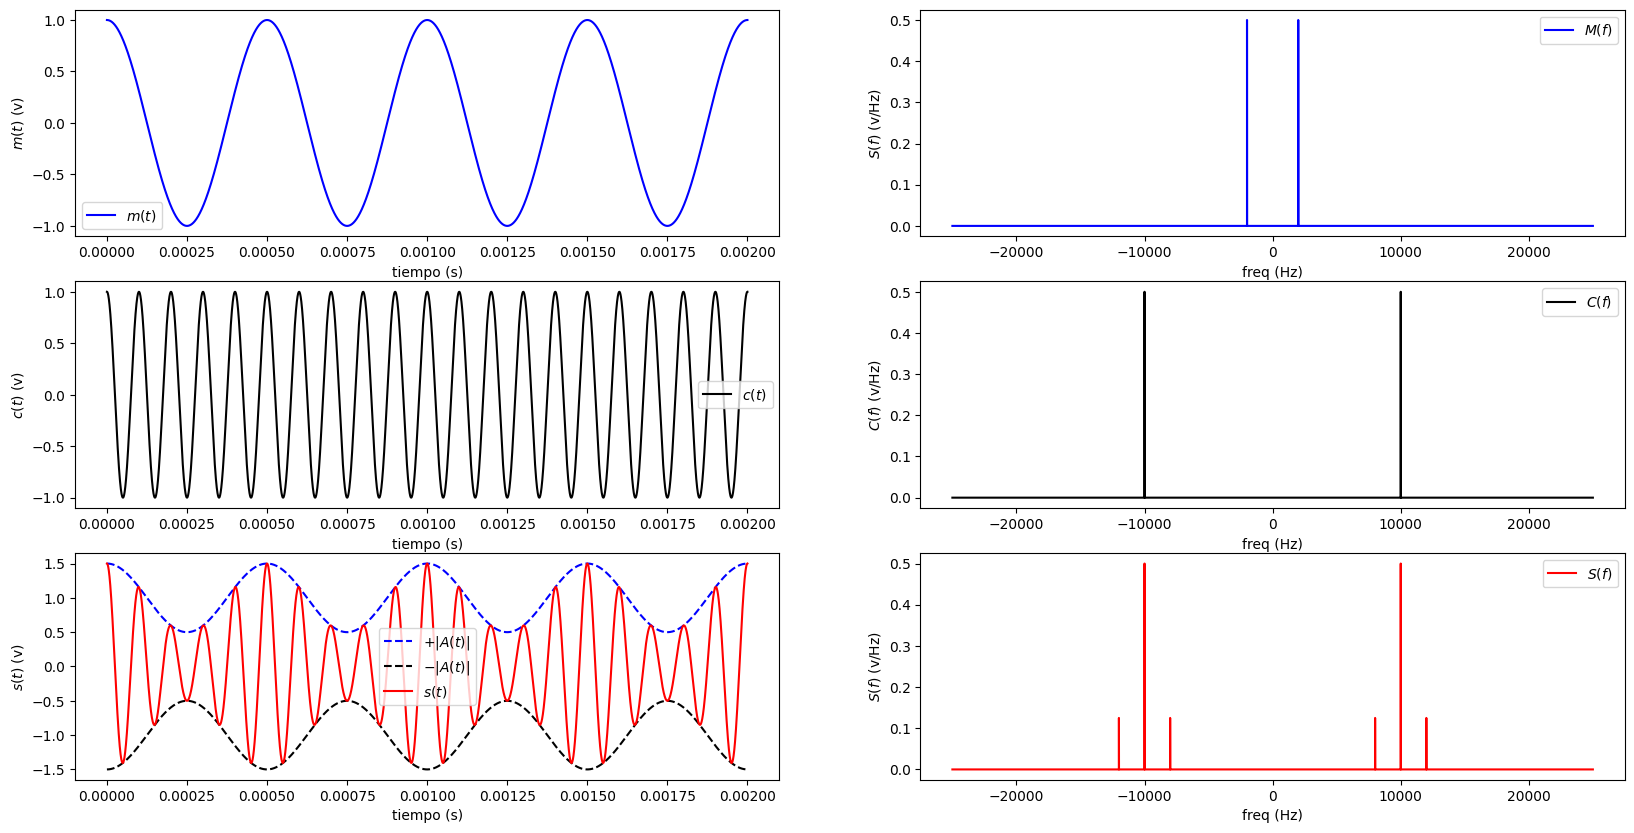 1.0
0.5
0.0
−0.5
−1.0
m(t) (v)
m(t)
0.00000 0.00025 0.00050 0.00075 0.00100 0.00125 0.00150 0.00175 0.00200
tiempo (s)
0.5
0.4
0.3
0.2
0.1
0.0
S(f) (v/Hz)
M(f)
−20000 −10000 0 10000 20000
freq (Hz)
1.0
0.5
0.0
−0.5
−1.0
c(t) (v)
c(t)
0.00000 0.00025 0.00050 0.00075 0.00100 0.00125 0.00150 0.00175 0.00200
tiempo (s)
0.5
0.4
0.3
0.2
0.1
0.0
C(f) (v/Hz)
C(f)
−20000 −10000 0 10000 20000
freq (Hz)
1.5
1.0
0.5
0.0
−0.5
−1.0
−1.5
s(t) (v)
+|A(t)|
−|A(t)|
s(t)
0.00000 0.00025 0.00050 0.00075 0.00100 0.00125 0.00150 0.00175 0.00200
tiempo (s)
0.5
0.4
0.3
0.2
0.1
0.0
S(f) (v/Hz)
S(f)
−20000 −10000 0 10000 20000
freq (Hz)